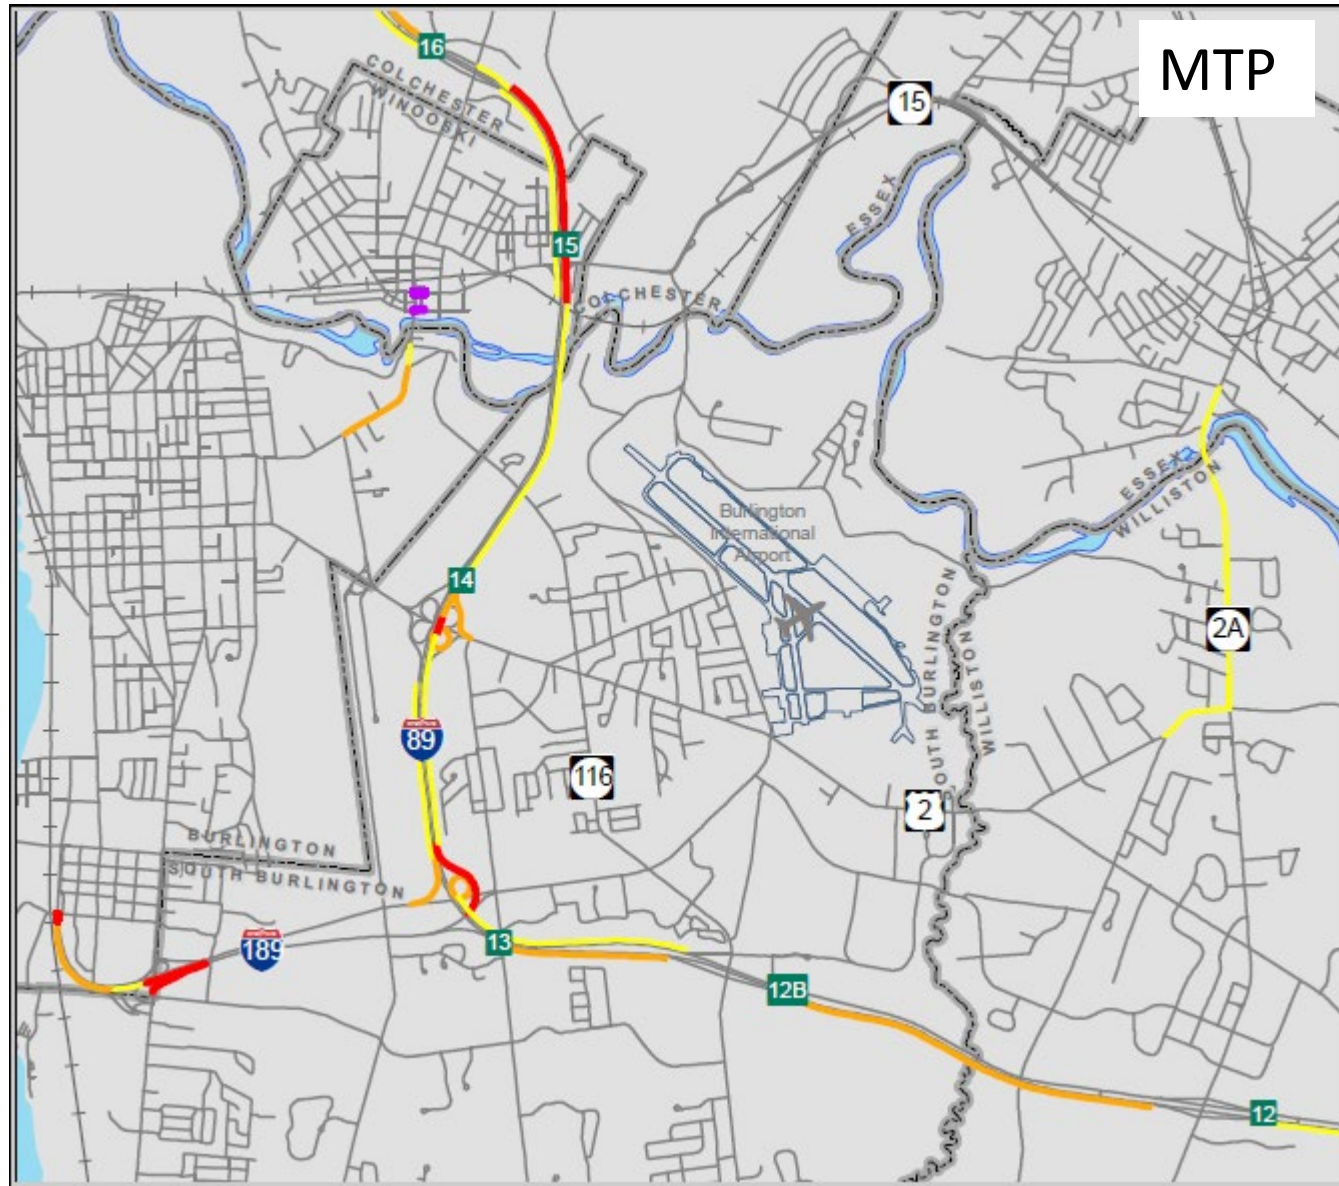 MTP
16
COLCHESTER
WINOOSKI
15
ESSEX
15
COLCHESTER
ESSEX
WILLISTON
Burlington
International
Airport
14
2A
SOUTH BURLINGTON
WILLISTON
89
116
2
BURLINGTON
SOUTH BURLINGTON
189
13
12B
12